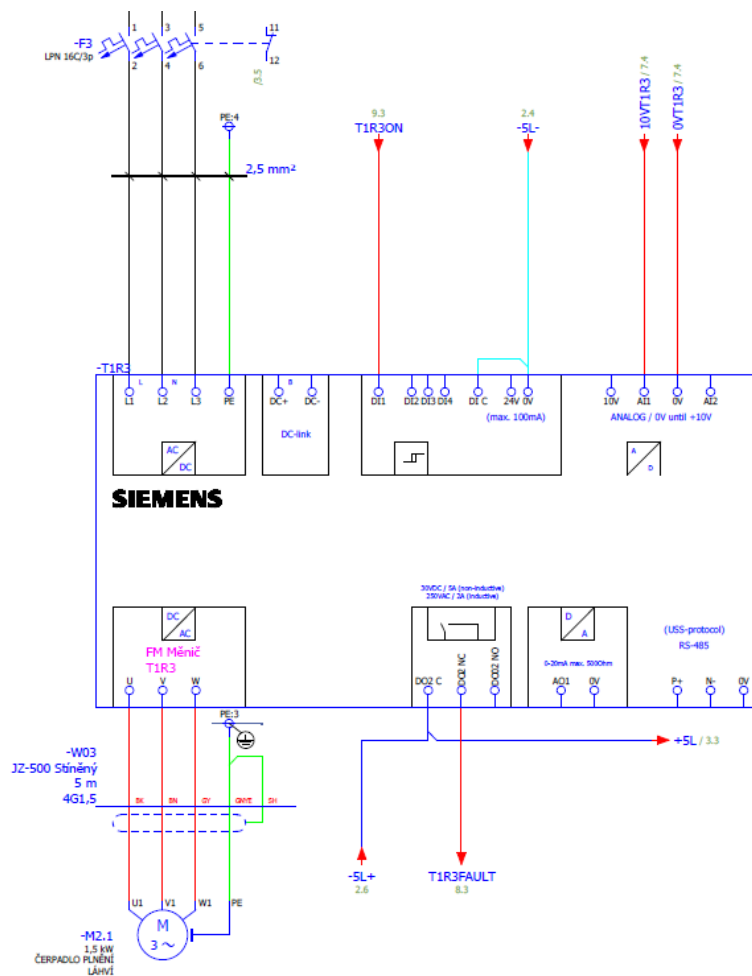 1 3 5 11
-F3
LPN 16C/3p
2 4 6 12
/3.5
PE:4
2,5 mm²
9.3
T1R3ON
2.4
-5L-
10VT1R3 / 7.4
0VT1R3 / 7.4
-T1R3
L N B
L1 L2 L3 PE DC+ DC- DI1 DI2 DI3 DI4 DI C 24V 0V 10V AI1 0V AI2
(max. 100mA)
ANALOG / 0V until +10V
DC-link
AC
DC
A
D
SIEMENS
30VDC / 5A (non-inductive)
250VAC / 2A (inductive)
DC
AC
D
A
FM Měnič
T1R3
(USS-protocol)
RS-485
0-20mA max. 500Ohm
U V W DO2 C DO2 NC DO02 NO AO1 0V P+ N- 0V
PE:3
+5L / 3.3
-W03
JZ-500 Stíněný
5 m
4G1,5
BK BN GY GNYE SH
-5L+
2.6
T1R3FAULT
8.3
U1 V1 W1 PE
M
3 ~
-M2.1
1,5 kW
ČERPADLO PLNĚNÍ
LÁHVÍ